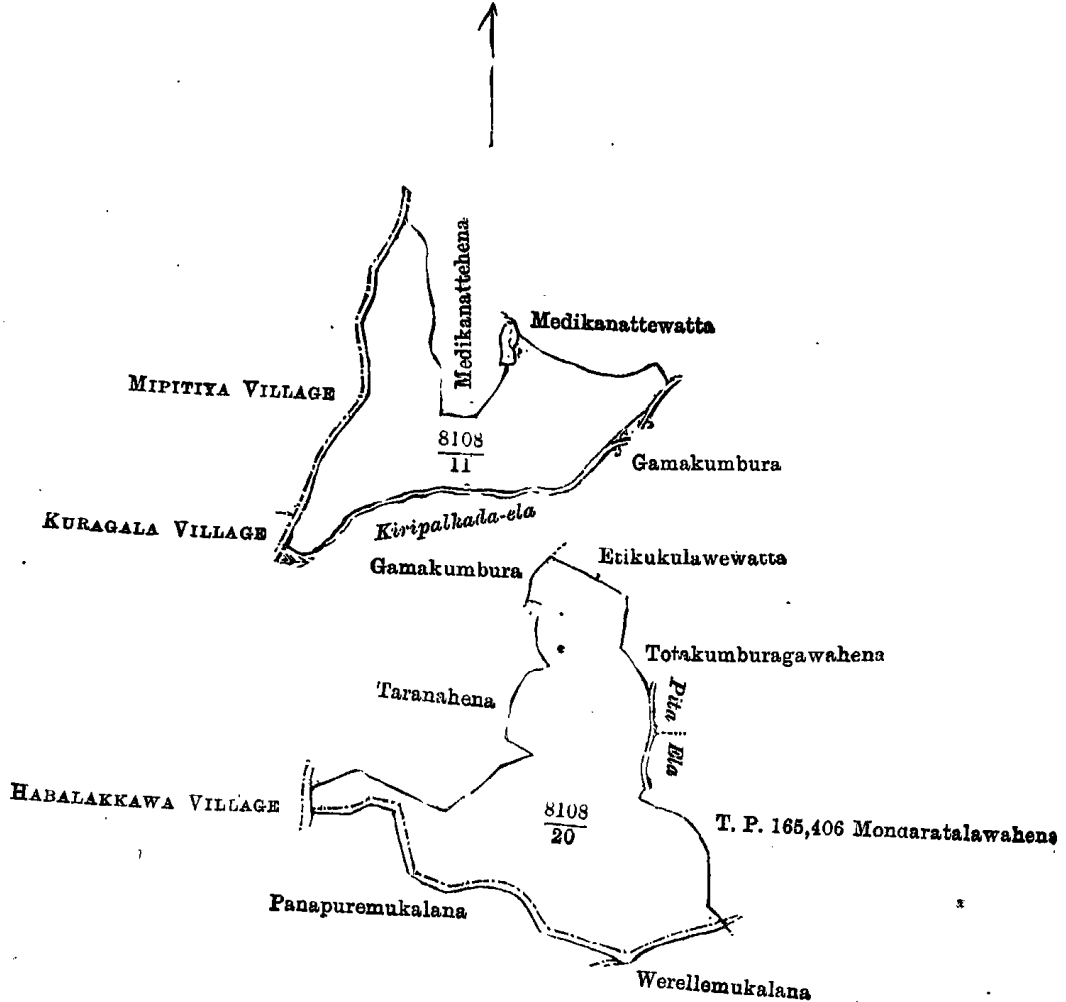 Medikanattehena
Medikanattewatta
MIPITIYA VILLAGE
8108
11
Gamakumbura
KURAGALA VILLAGE
Kiripalkada-ela
Gamakumbura
Etikukulawewatta
Totakumburagawahena
Taranahena
Pita Ela
HABALAKKAWA VILLAGE
8108
20
T. P. 165,406 Mondaratalawahena
Panapuremukalana
Werellemukalana